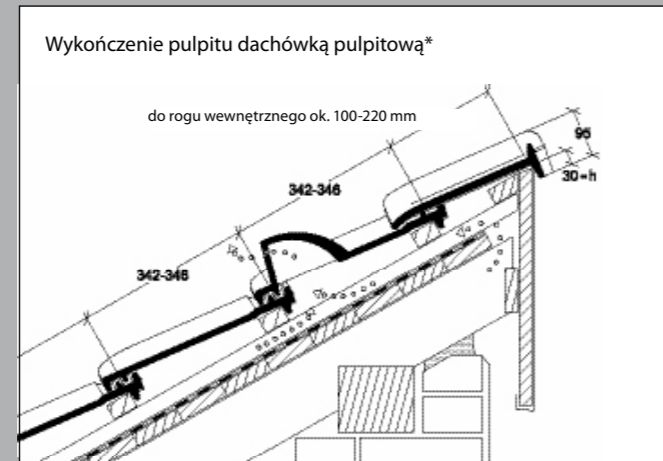 Wykończenie pulpitu dachówką pulpitową*
do rogu wewnętrznego ok. 100-220 mm
95
30=h
342-346
342-346